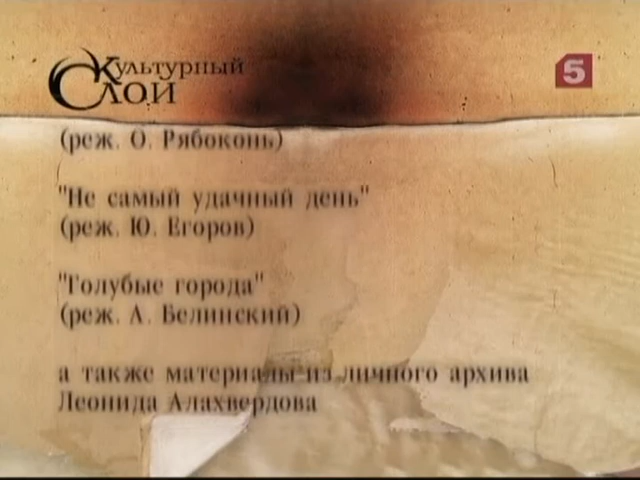 Культурный
Слой
5
(реж. О. Рябоконь)
"Не самый удачный день"
(реж. Ю. Егоров)
"Голубые города"
(реж. А. Белинский)
а также материалы из личного архива
Леонида Алахвердова